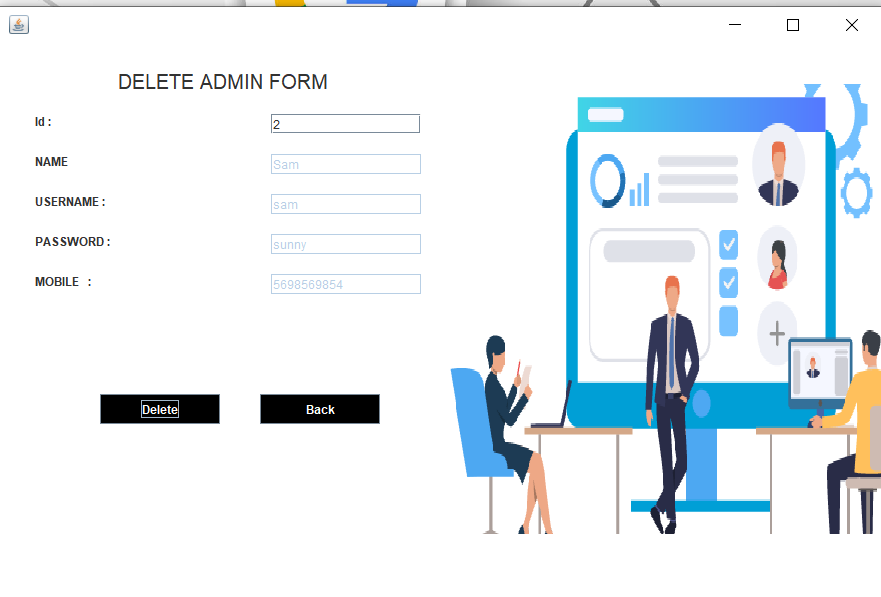 DELETE ADMIN FORM
Id : 2
NAME Sam
USERNAME : sam
PASSWORD : sunny
MOBILE : 5698569854
Delete Back